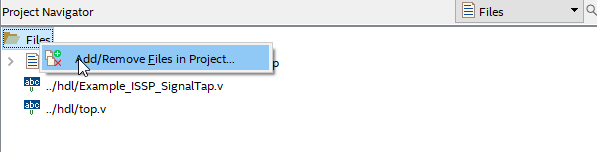 Project Navigator Files
Files
Add/Remove Files in Project...
p
../hdl/Example_ISSP_SignalTap.v
../hdl/top.v